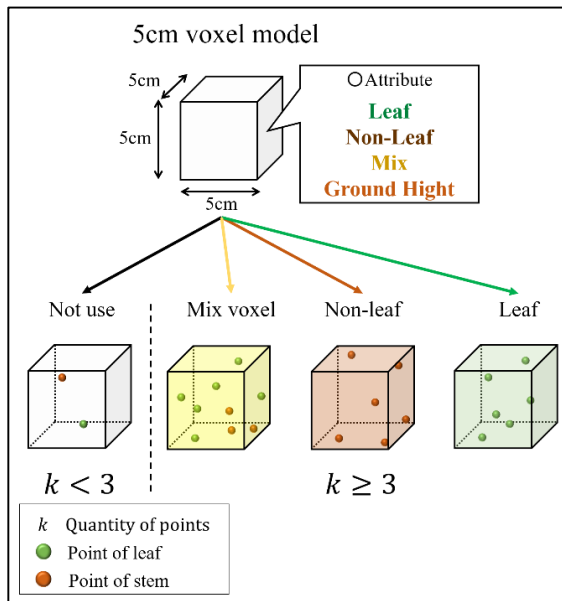 5cm voxel model
5cm
5cm
5cm
Attribute
Leaf
Non-Leaf
Mix
Ground Hight
Not use
Mix voxel
Non-leaf
Leaf
k < 3
k ≥ 3
k Quantity of points
Point of leaf
Point of stem